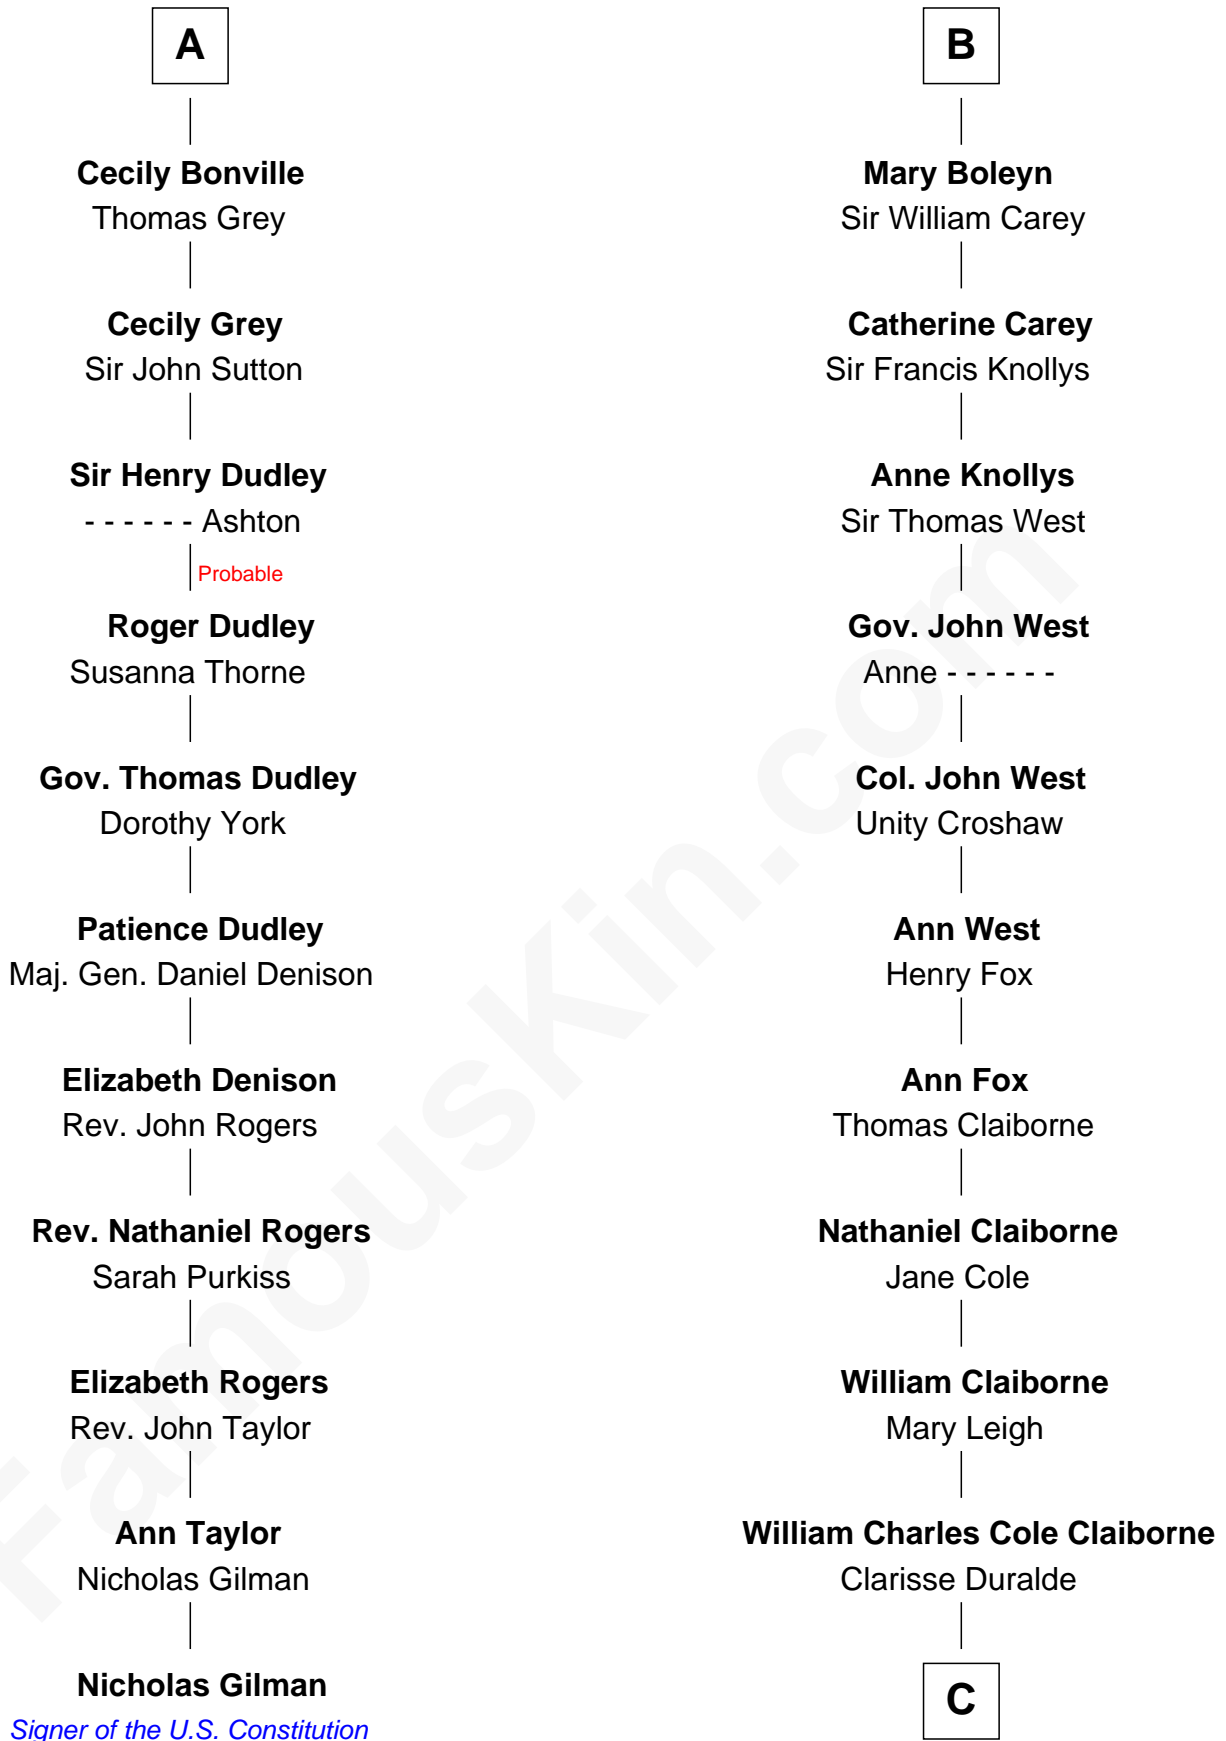 A
Cecily Bonville
Thomas Grey
Cecily Grey
Sir John Sutton
Sir Henry Dudley
- - - - - - Ashton
Probable
Roger Dudley
Susanna Thorne
Gov. Thomas Dudley
Dorothy York
Patience Dudley
Maj. Gen. Daniel Denison
Elizabeth Denison
Rev. John Rogers
Rev. Nathaniel Rogers
Sarah Purkiss
Elizabeth Rogers
Rev. John Taylor
Ann Taylor
Nicholas Gilman
Nicholas Gilman
Signer of the U.S. Constitution
B
Mary Boleyn
Sir William Carey
Catherine Carey
Sir Francis Knollys
Anne Knollys
Sir Thomas West
Gov. John West
Anne - - - - - -
Col. John West
Unity Croshaw
Ann West
Henry Fox
Ann Fox
Thomas Claiborne
Nathaniel Claiborne
Jane Cole
William Claiborne
Mary Leigh
William Charles Cole Claiborne
Clarisse Duralde
C
FamousKin.com